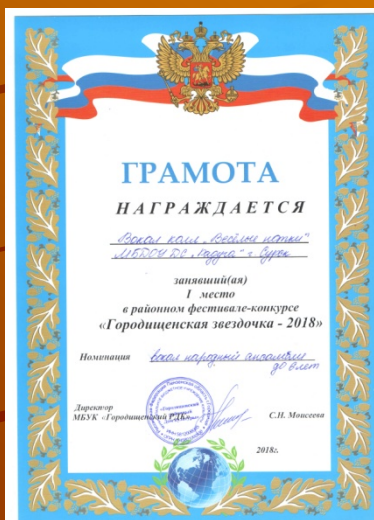 ГРАМОТА
НАГРАЖДАЕТСЯ
Вокал колл „Весёлые нотки"
МБДОУ ДС „Радуга" г. Сурск
занявший(ая)
I место
в районном фестивале-конкурсе
«Городищенская звездочка - 2018»
Номинация вокал народный ансамбли
до 8 лет
Директор
МБУК «Городищенский РДК» С.Н. Моисеева
2018г.